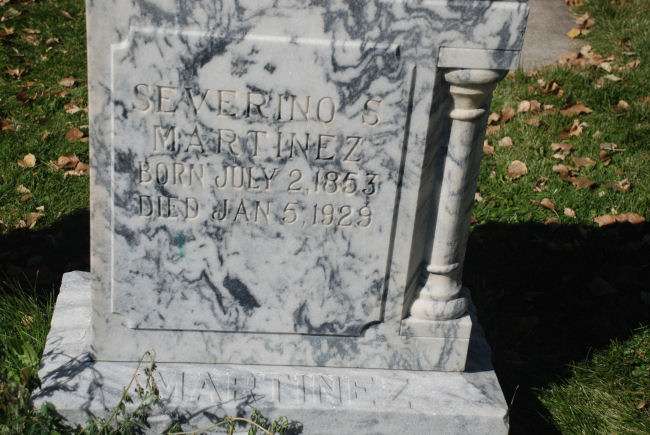 SEVERINO S
MARTINEZ
BORN JULY 2,1853
DIED JAN 5,1929
MARTINEZ